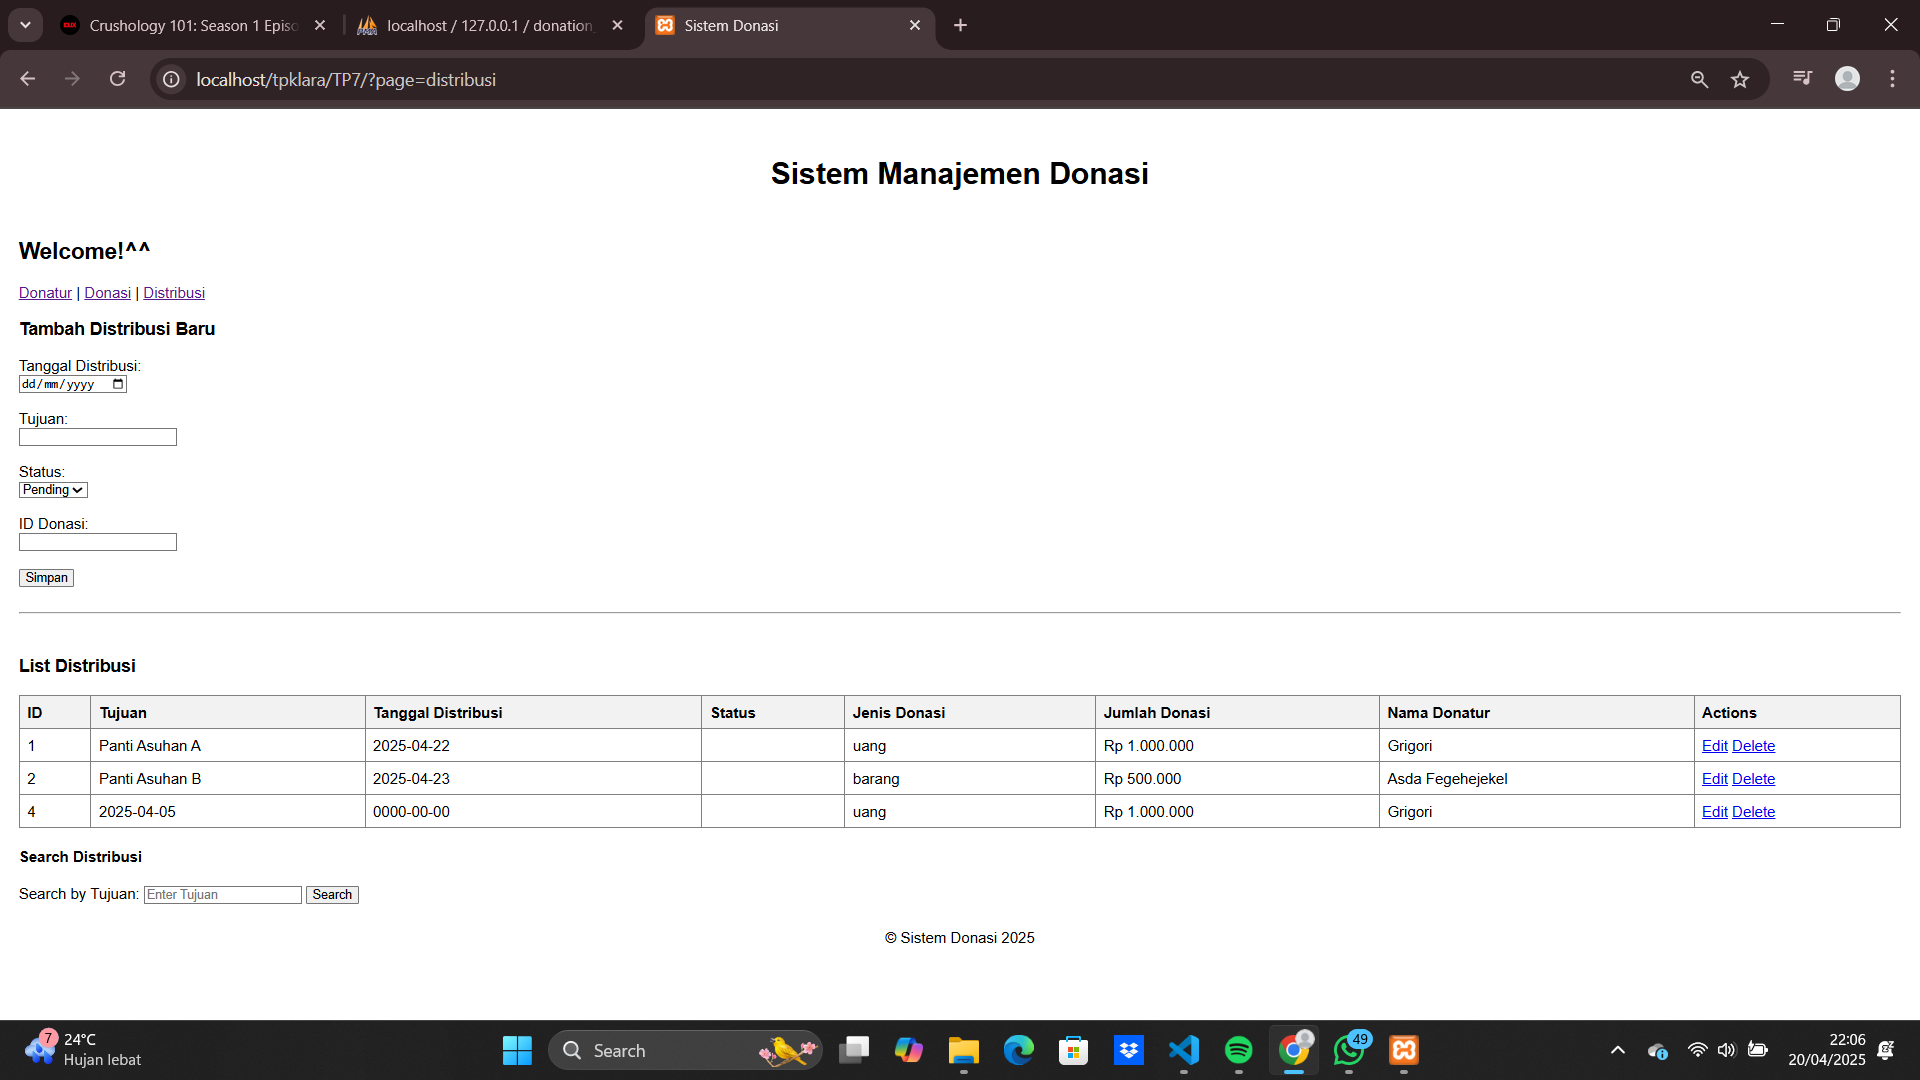 Crushology 101: Season 1 Episo
localhost / 127.0.0.1 / donation_
Sistem Donasi
localhost/tpklara/TP7/?page=distribusi
Sistem Manajemen Donasi
Welcome!^^
Donatur | Donasi | Distribusi
Tambah Distribusi Baru
Tanggal Distribusi:
dd/mm/yyyy
Tujuan:
Status:
Pending
ID Donasi:
Simpan
List Distribusi
ID Tujuan Tanggal Distribusi Status Jenis Donasi Jumlah Donasi Nama Donatur Actions
1 Panti Asuhan A 2025-04-22 uang Rp 1.000.000 Grigori Edit Delete
2 Panti Asuhan B 2025-04-23 barang Rp 500.000 Asda Fegehejekel Edit Delete
4 2025-04-05 0000-00-00 uang Rp 1.000.000 Grigori Edit Delete
Search Distribusi
Search by Tujuan: Enter Tujuan Search
© Sistem Donasi 2025
7
24°C
Hujan lebat
Search
49
22:06
20/04/2025